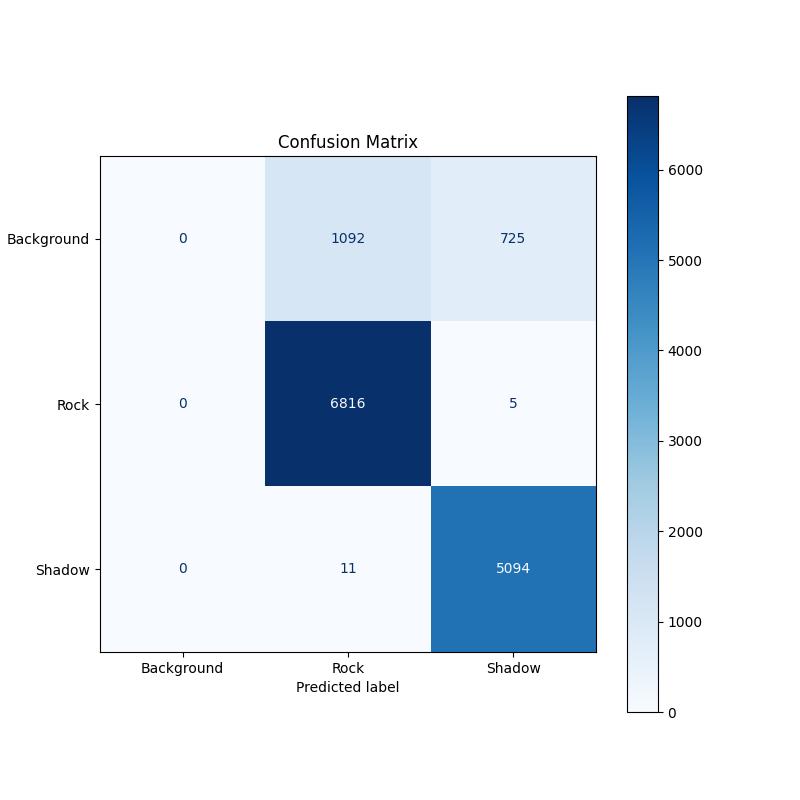 Confusion Matrix
Background 0 1092 725
Rock 0 6816 5
Shadow 0 11 5094
Background Rock Shadow
Predicted label
6000
5000
4000
3000
2000
1000
0